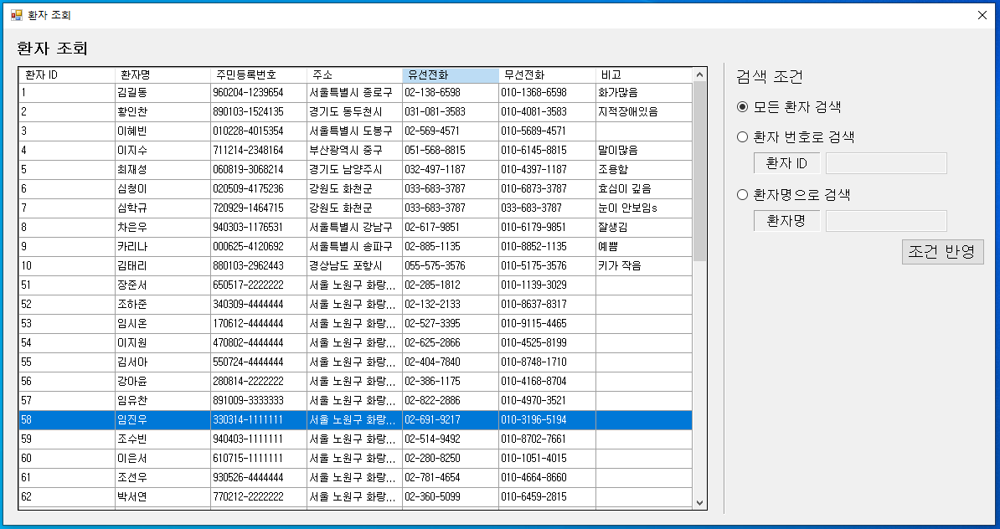 환자 조회
환자 조회
환자 ID 환자명 주민등록번호 주소 유선전화 무선전화 비고
1 김길동 960204-1239654 서울특별시 종로구 02-138-6598 010-1368-6598 화가많음
2 황인찬 890103-1524135 경기도 동두천시 031-081-3583 010-4081-3583 지적장애있음
3 이혜빈 010228-4015354 서울특별시 도봉구 02-569-4571 010-5689-4571
4 이지수 711214-2348164 부산광역시 중구 051-568-8815 010-6145-8815 말이많음
5 최재성 060819-3068214 경기도 남양주시 032-497-1187 010-4397-1187 조용함
6 심청이 020509-4175236 강원도 화천군 033-683-3787 010-6873-3787 효심이 깊음
7 심학규 720929-1464715 강원도 화천군 033-683-3787 033-683-3787 눈이 안보임s
8 차은우 940303-1176531 서울특별시 강남구 02-617-9851 010-6179-9851 잘생김
9 카리나 000625-4120692 서울특별시 송파구 02-885-1135 010-8852-1135 예쁨
10 김태리 880103-2962443 경상남도 포항시 055-575-3576 010-5175-3576 키가 작음
51 장준서 650517-2222222 서울 노원구 화랑... 02-285-1812 010-1139-3029
52 조하준 340309-4444444 서울 노원구 화랑... 02-132-2133 010-8637-8317
53 임시온 170612-4444444 서울 노원구 화랑... 02-527-3395 010-9115-4465
54 이지원 470802-4444444 서울 노원구 화랑... 02-625-2866 010-4525-8199
55 김서아 550724-4444444 서울 노원구 화랑... 02-404-7840 010-8748-1710
56 강아윤 280814-2222222 서울 노원구 화랑... 02-386-1175 010-4168-8704
57 임유찬 891009-3333333 서울 노원구 화랑... 02-822-2886 010-4970-3521
58 임진우 330314-1111111 서울 노원구 화랑... 02-691-9217 010-3196-5194
59 조수빈 940403-1111111 서울 노원구 화랑... 02-514-9492 010-8702-7661
60 이은서 610715-1111111 서울 노원구 화랑... 02-280-8250 010-1051-4015
61 조선우 930526-4444444 서울 노원구 화랑... 02-781-4654 010-4664-8660
62 박서연 770212-2222222 서울 노원구 화랑... 02-360-5099 010-6459-2815
검색 조건
모든 환자 검색
환자 번호로 검색
환자 ID
환자명으로 검색
환자명
조건 반영